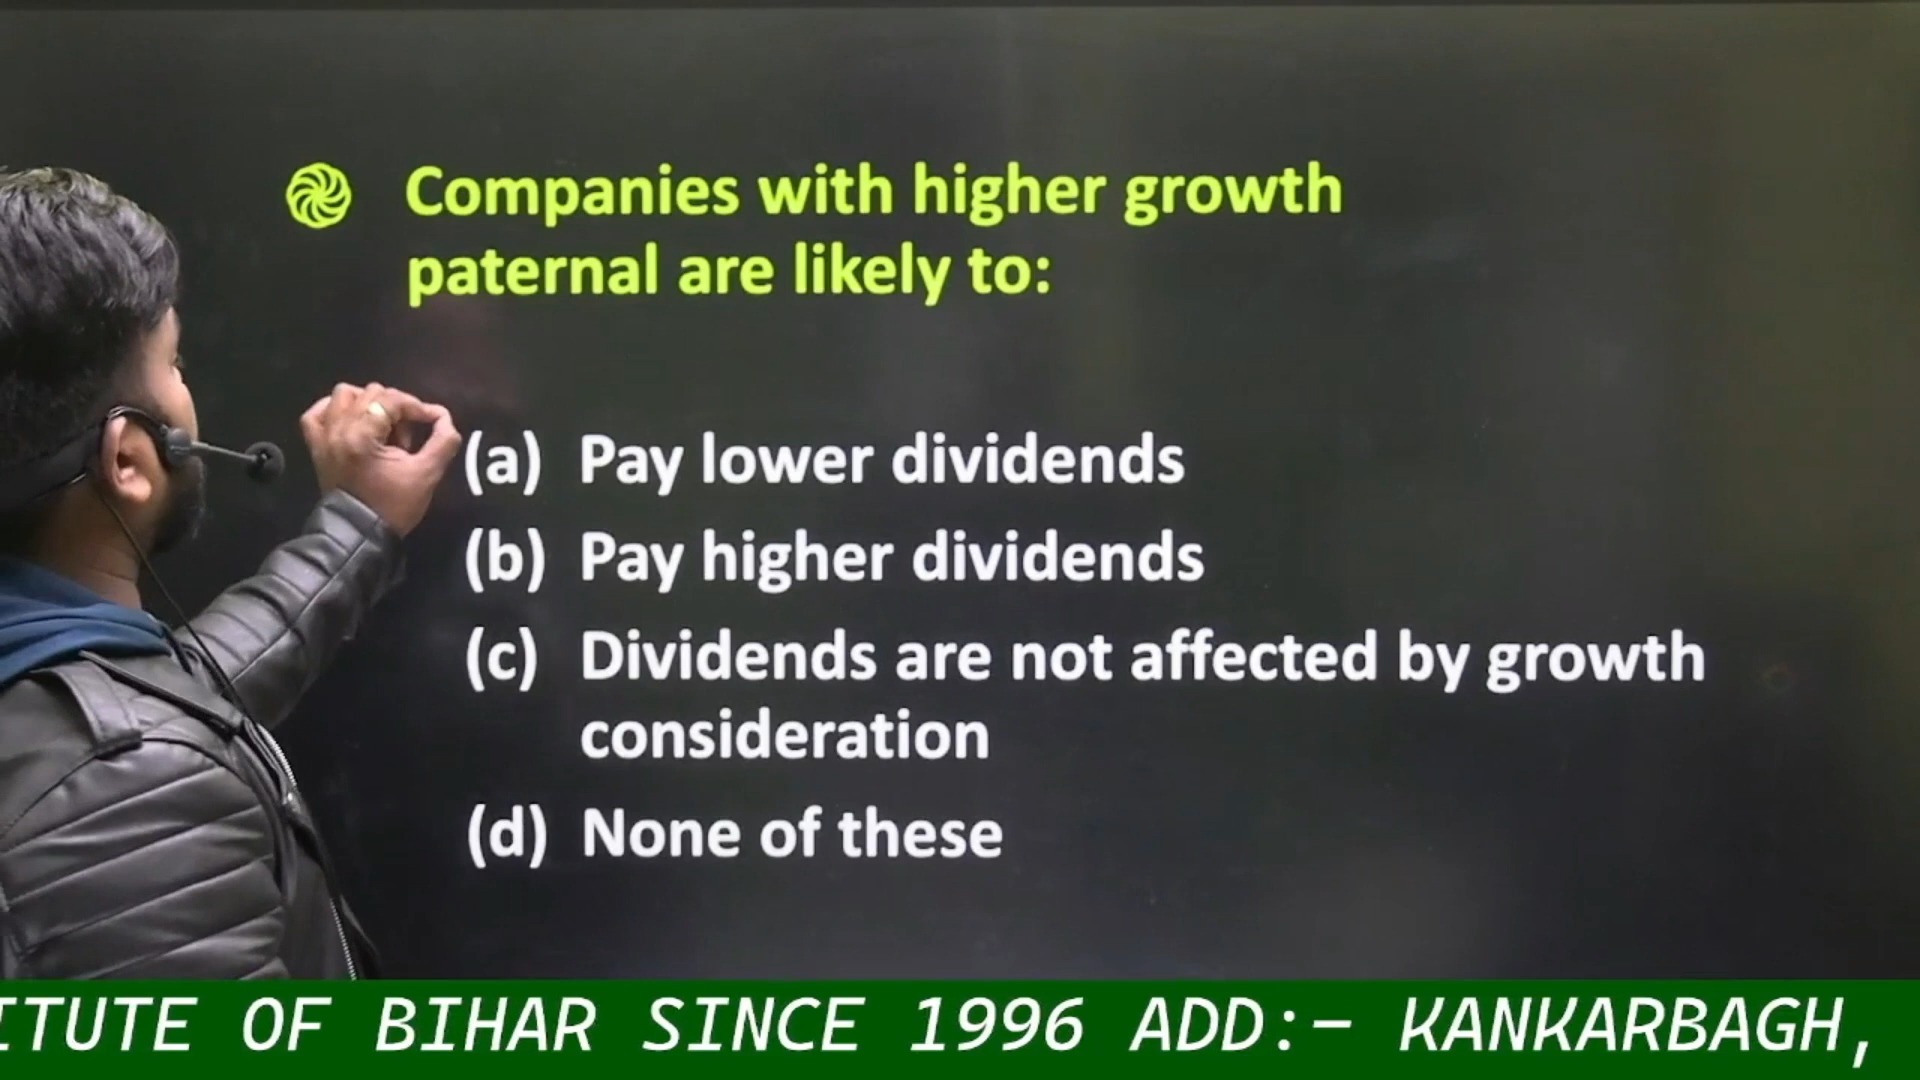 Companies with higher growth
paternal are likely to:
(a) Pay lower dividends
(b) Pay higher dividends
(c) Dividends are not affected by growth
consideration
(d) None of these
ITUTE OF BIHAR SINCE 1996 ADD:- KANKARBAGH,